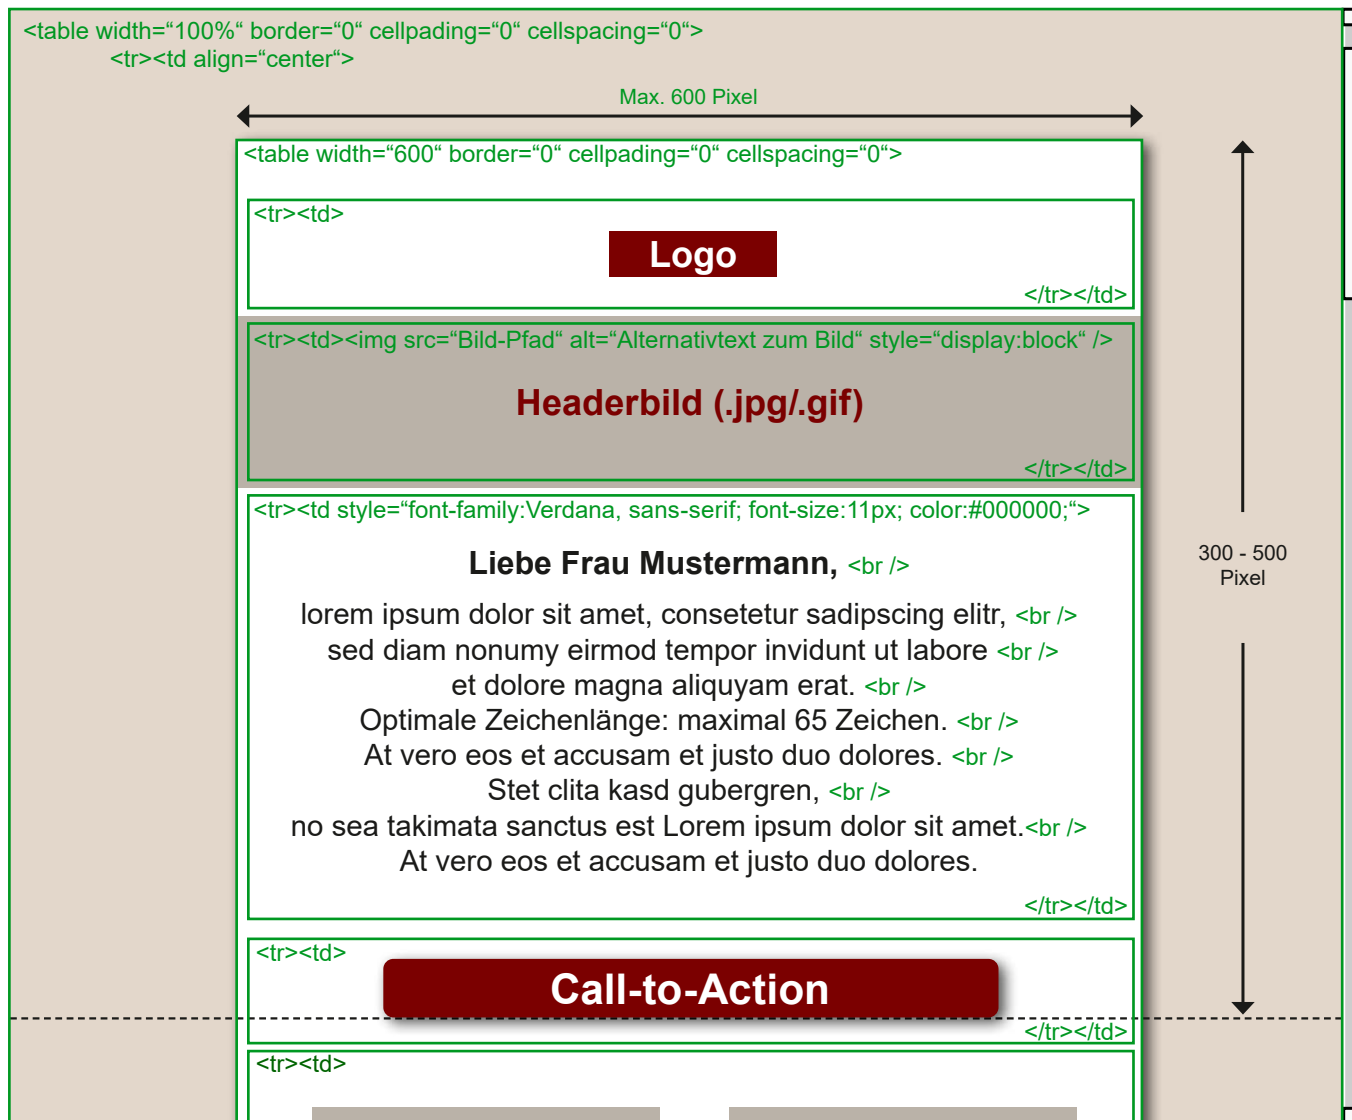 <table width=“100%“ border=“0“ cellpading=“0“ cellspacing=“0“>
<tr><td align=“center“>
Max. 600 Pixel
<table width=“600“ border=“0“ cellpading=“0“ cellspacing=“0“>
<tr><td>
Logo
</tr></td>
<tr><td><img src=“Bild-Pfad“ alt=“Alternativtext zum Bild“ style=“display:block“ />
Headerbild (.jpg/.gif)
</tr></td>
<tr><td style=“font-family:Verdana, sans-serif; font-size:11px; color:#000000;“>
Liebe Frau Mustermann, <br />
300 - 500
Pixel
lorem ipsum dolor sit amet, consetetur sadipscing elitr, <br />
sed diam nonumy eirmod tempor invidunt ut labore <br />
et dolore magna aliquyam erat. <br />
Optimale Zeichenlänge: maximal 65 Zeichen. <br />
At vero eos et accusam et justo duo dolores. <br />
Stet clita kasd gubergren, <br />
no sea takimata sanctus est Lorem ipsum dolor sit amet.<br />
At vero eos et accusam et justo duo dolores.
</tr></td>
<tr><td>
Call-to-Action
</tr></td>
<tr><td>